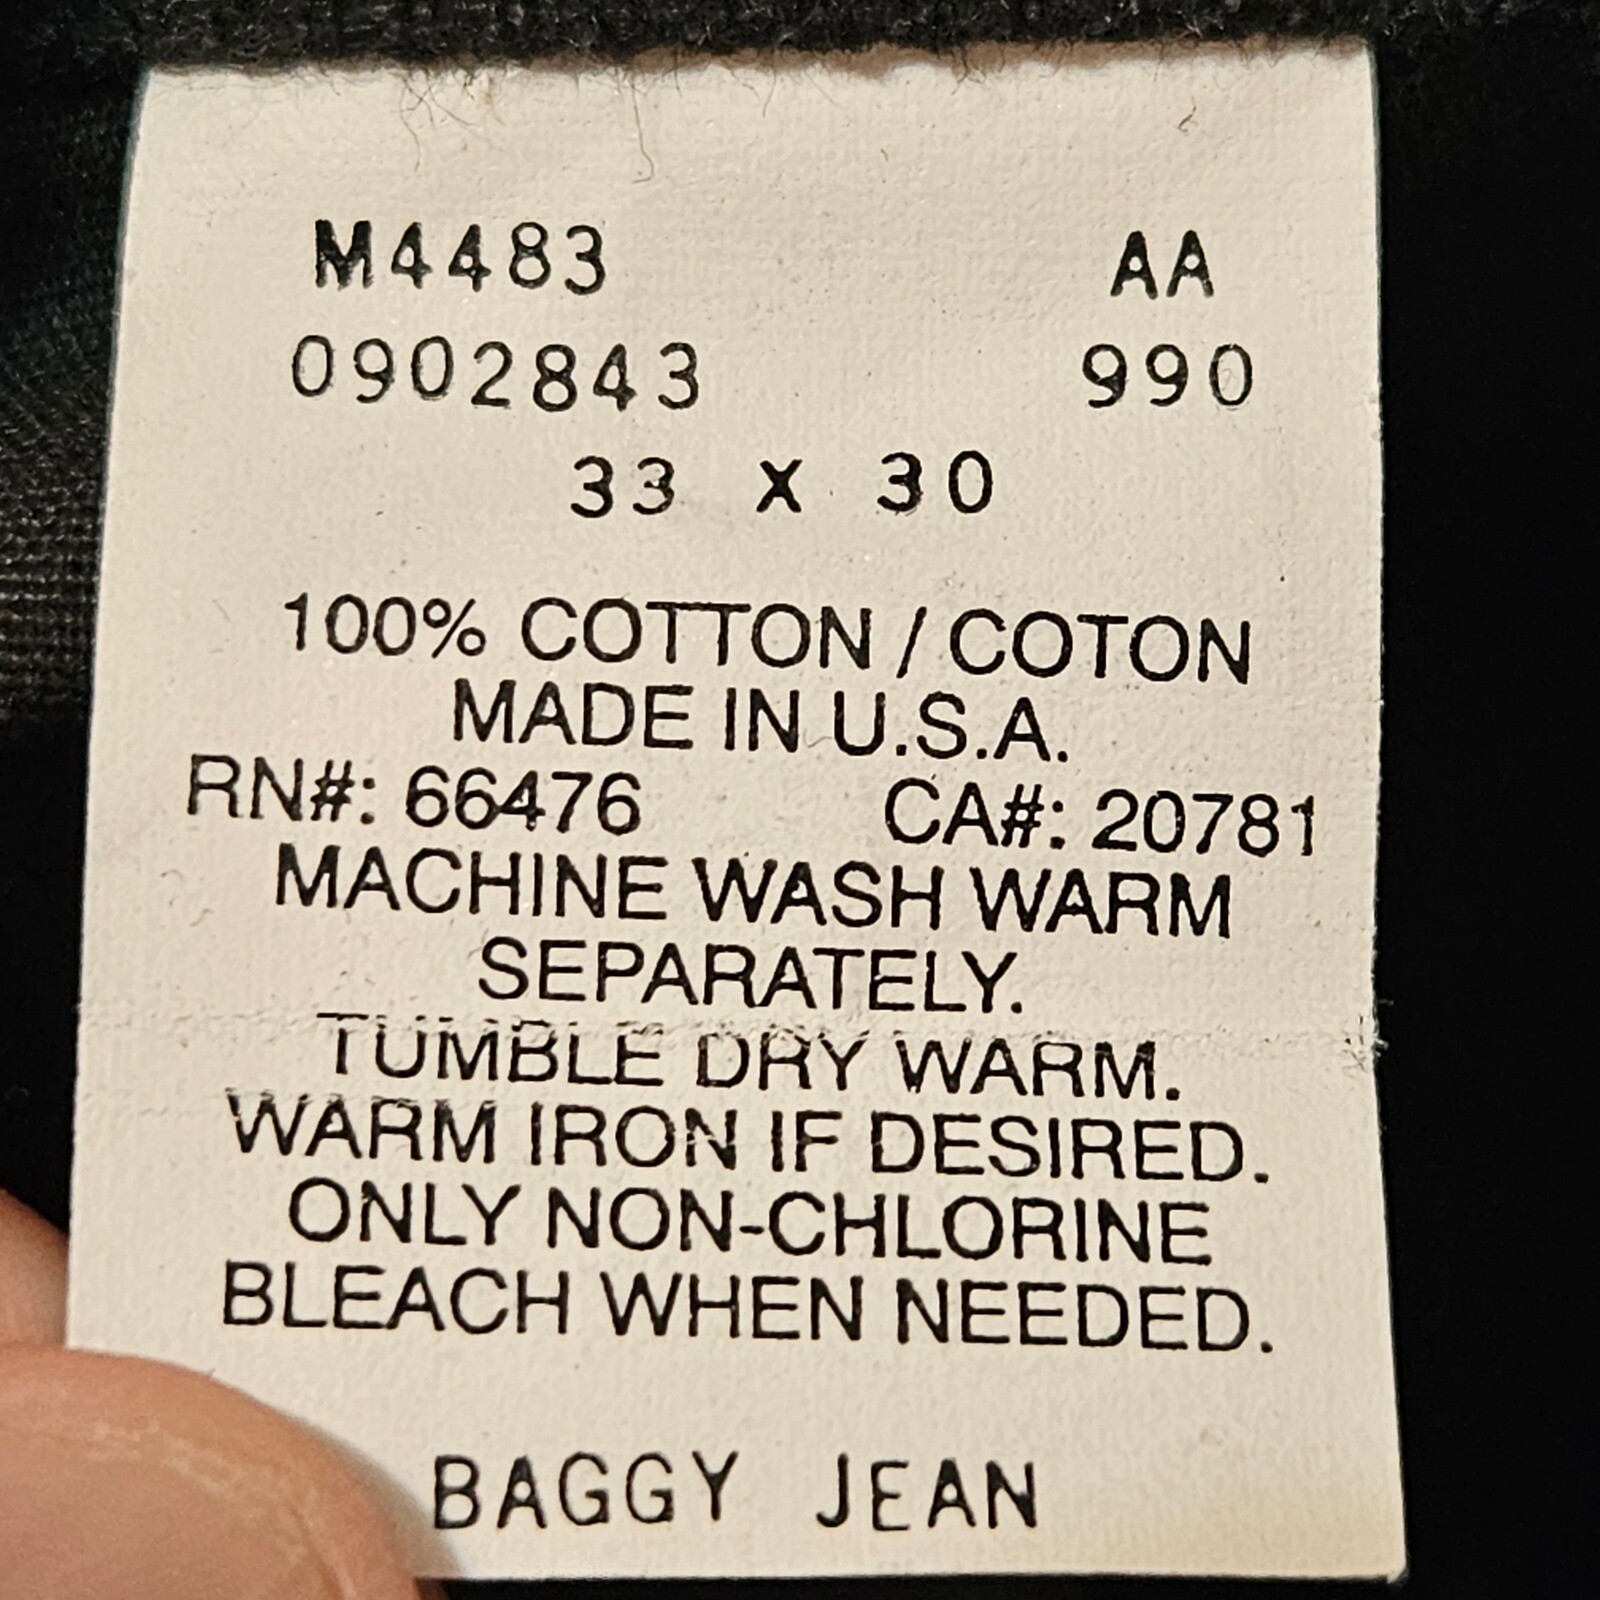 M4483 AA
0902843 990
33 x 30
100% COTTON / COTON
MADE IN U.S.A.
RN#: 66476 CA#: 20781
MACHINE WASH WARM
SEPARATELY.
TUMBLE DRY WARM.
WARM IRON IF DESIRED.
ONLY NON-CHLORINE
BLEACH WHEN NEEDED.
BAGGY JEAN